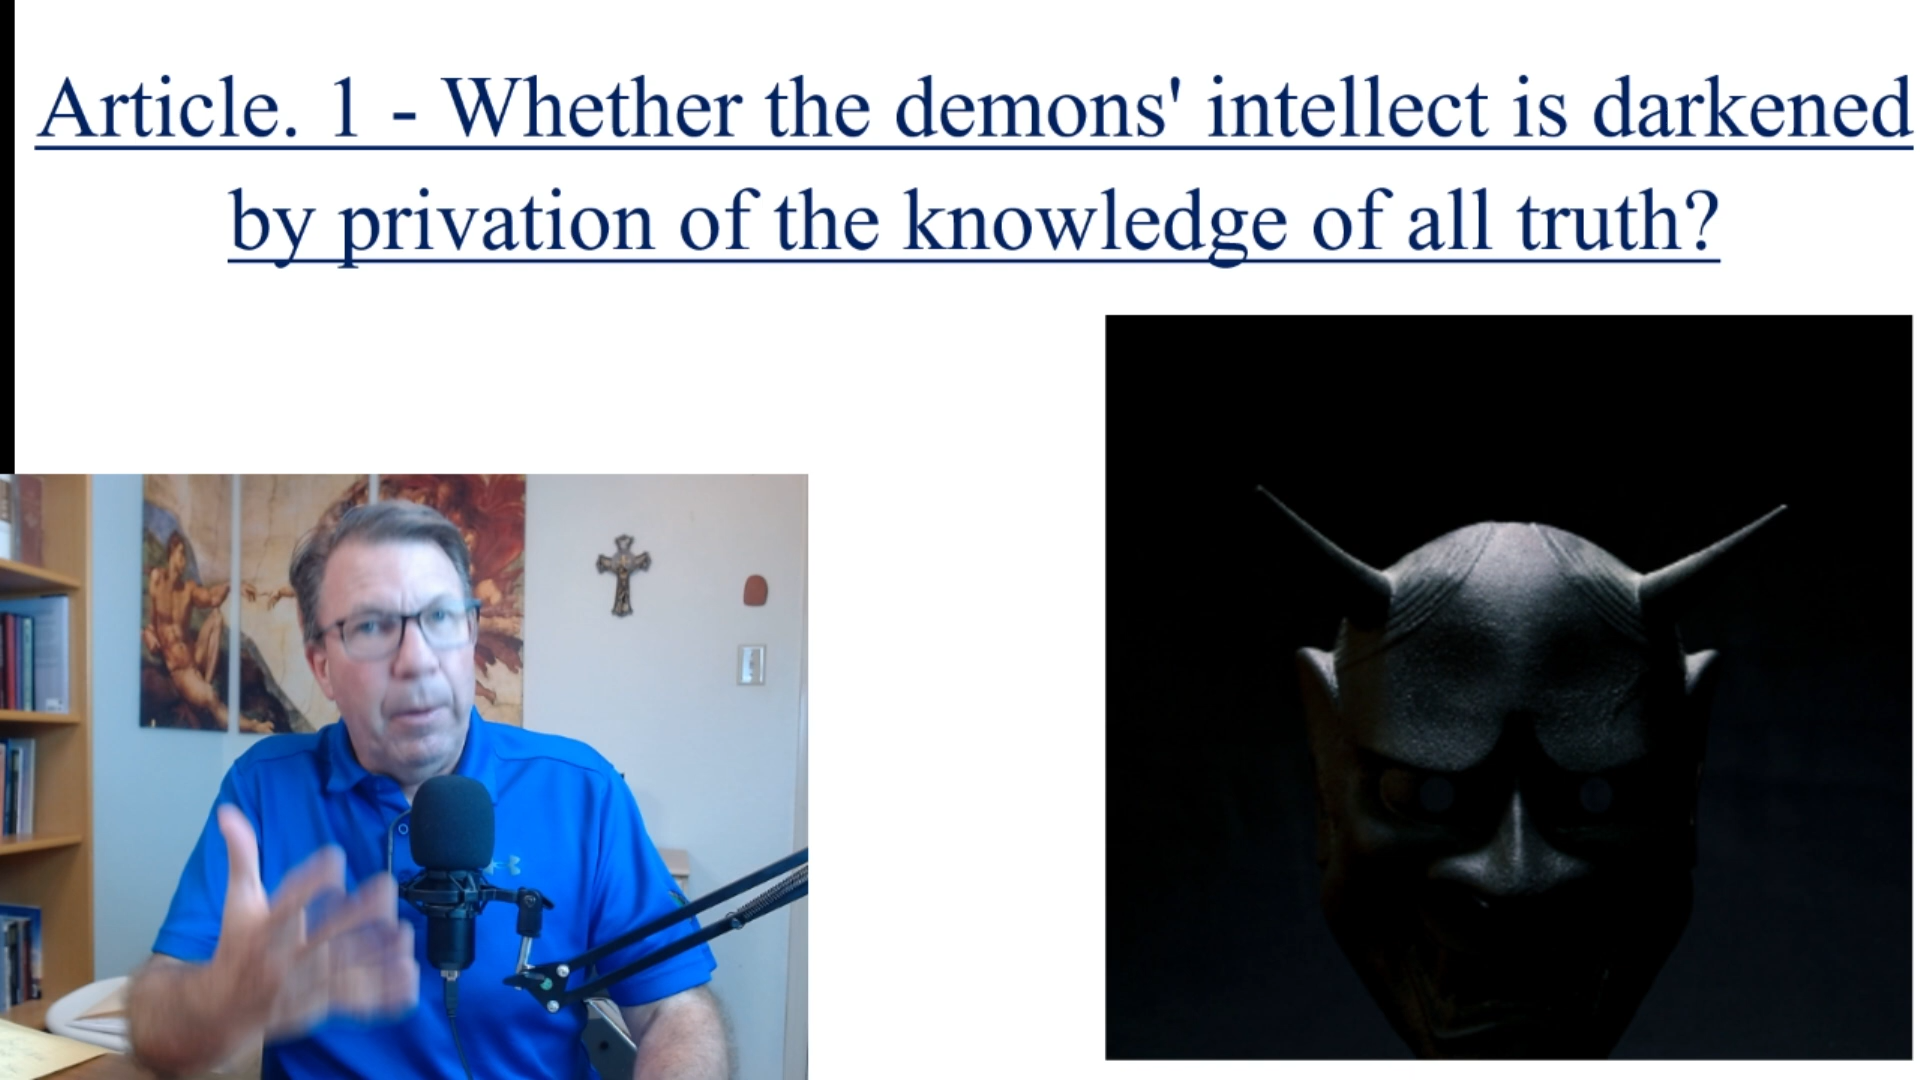 Article. 1 - Whether the demons' intellect is darkened
by privation of the knowledge of all truth?